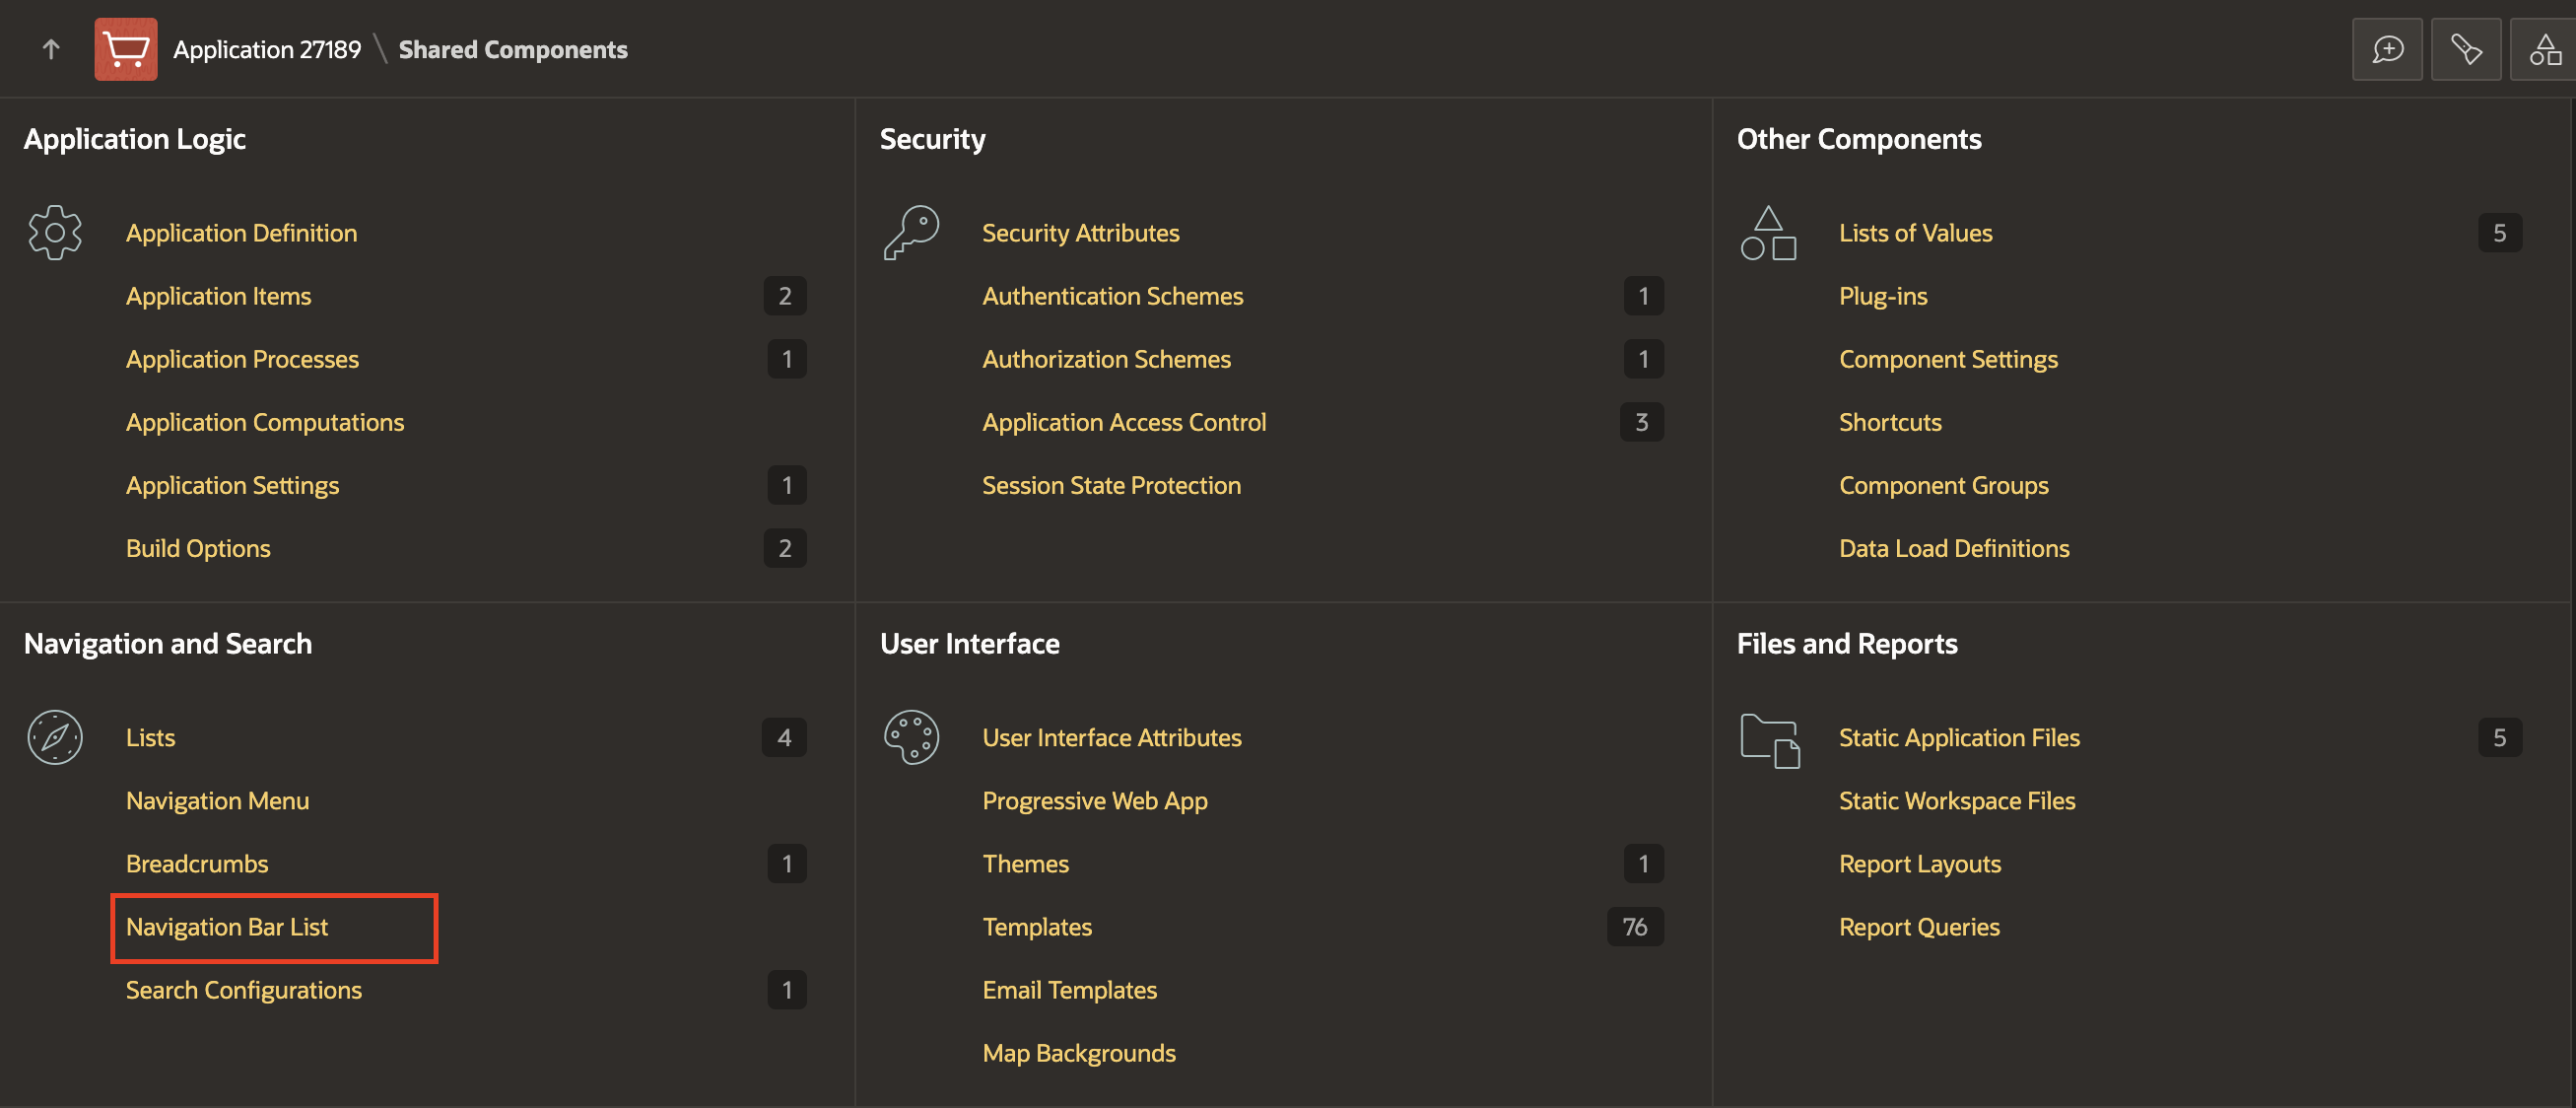 Application 27189 \ Shared Components
Application Logic
Application Definition
Application Items 2
Application Processes 1
Application Computations
Application Settings 1
Build Options 2
Security
Security Attributes
Authentication Schemes 1
Authorization Schemes 1
Application Access Control 3
Session State Protection
Other Components
Lists of Values 5
Plug-ins
Component Settings
Shortcuts
Component Groups
Data Load Definitions
Navigation and Search
Lists 4
Navigation Menu
Breadcrumbs 1
Navigation Bar List
Search Configurations 1
User Interface
User Interface Attributes
Progressive Web App
Themes 1
Templates 76
Email Templates
Map Backgrounds
Files and Reports
Static Application Files 5
Static Workspace Files
Report Layouts
Report Queries